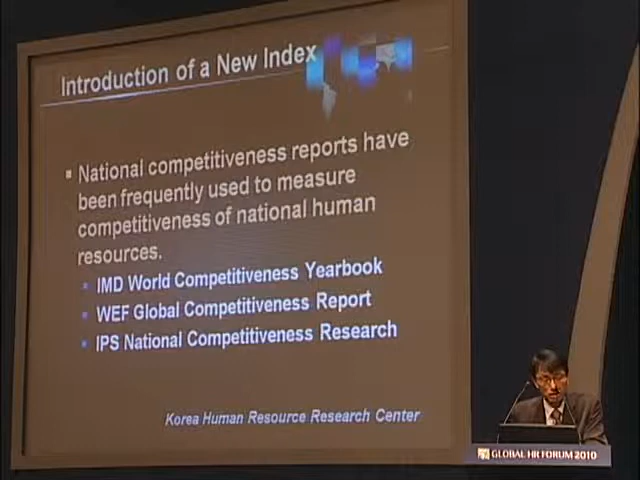 Introduction of a New Index
National competitiveness reports have
been frequently used to measure
competitiveness of national human
resources.
IMD World Competitiveness Yearbook
WEF Global Competitiveness Report
IPS National Competitiveness Research
Korea Human Resource Research Center
GLOBAL HR FORUM 2010